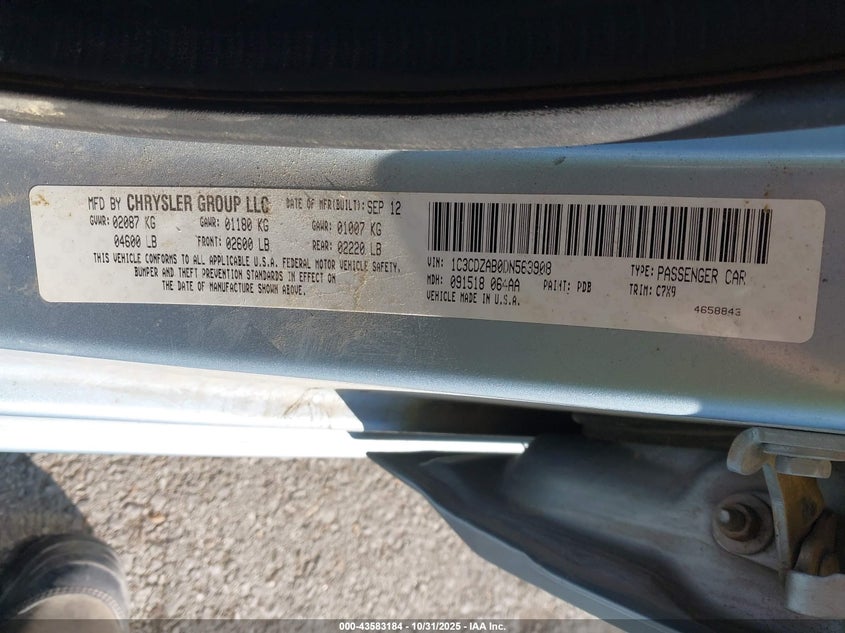 MFD BY CHRYSLER GROUP LLC DATE OF MFR(BUILT): SEP 12
GVWR: 02087 KG GAWR: 01180 KG GAWR: 01007 KG
04600 LB FRONT: 02600 LB REAR: 02220 LB
THIS VEHICLE CONFORMS TO ALL APPLICABLE U.S.A. FEDERAL MOTOR VEHICLE SAFETY,
BUMPER AND THEFT PREVENTION STANDARDS IN EFFECT ON
THE DATE OF MANUFACTURE SHOWN ABOVE.
VIN: 1C3CDZAB0DN563908 TYPE: PASSENGER CAR
MDH: 091518 064AA PAINT: PDB TRIM: C7X9
VEHICLE MADE IN U.S.A.
4658843
000-43583184 - 10/31/2025 - IAA Inc.